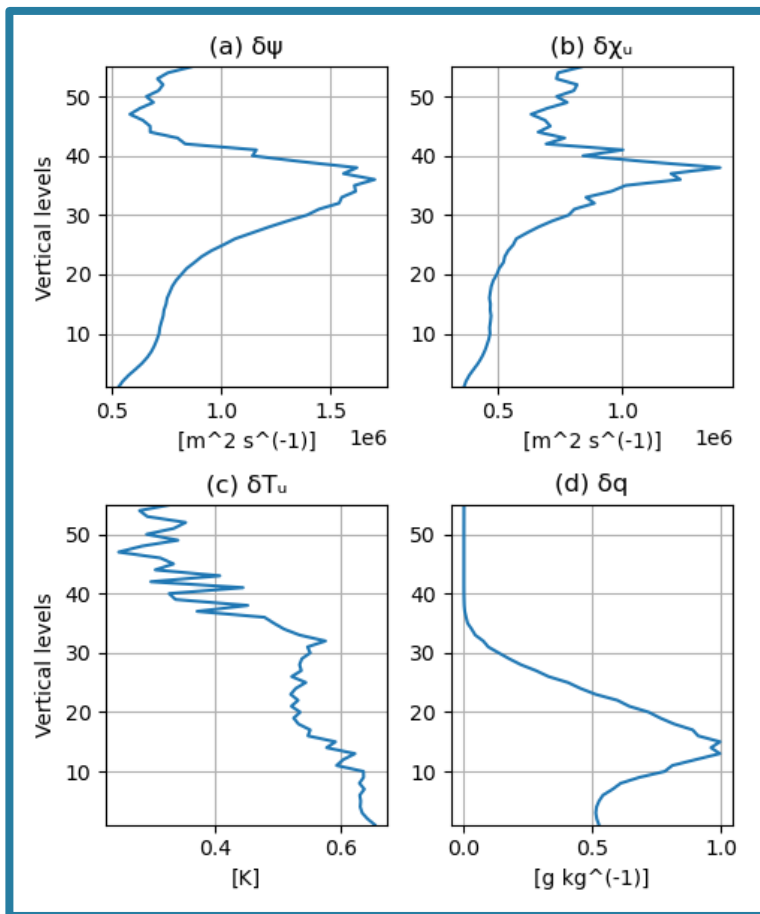 (a) δψ
(b) δχᵤ
Vertical levels
50
40
30
20
10
50
40
30
20
10
0.5
1.0
1.5
0.5
1.0
[m^2 s^(-1)]
1e6
[m^2 s^(-1)]
1e6
(c) δTᵤ
(d) δq
Vertical levels
50
40
30
20
10
50
40
30
20
10
0.4
0.6
0.0
0.5
1.0
[K]
[g kg^(-1)]